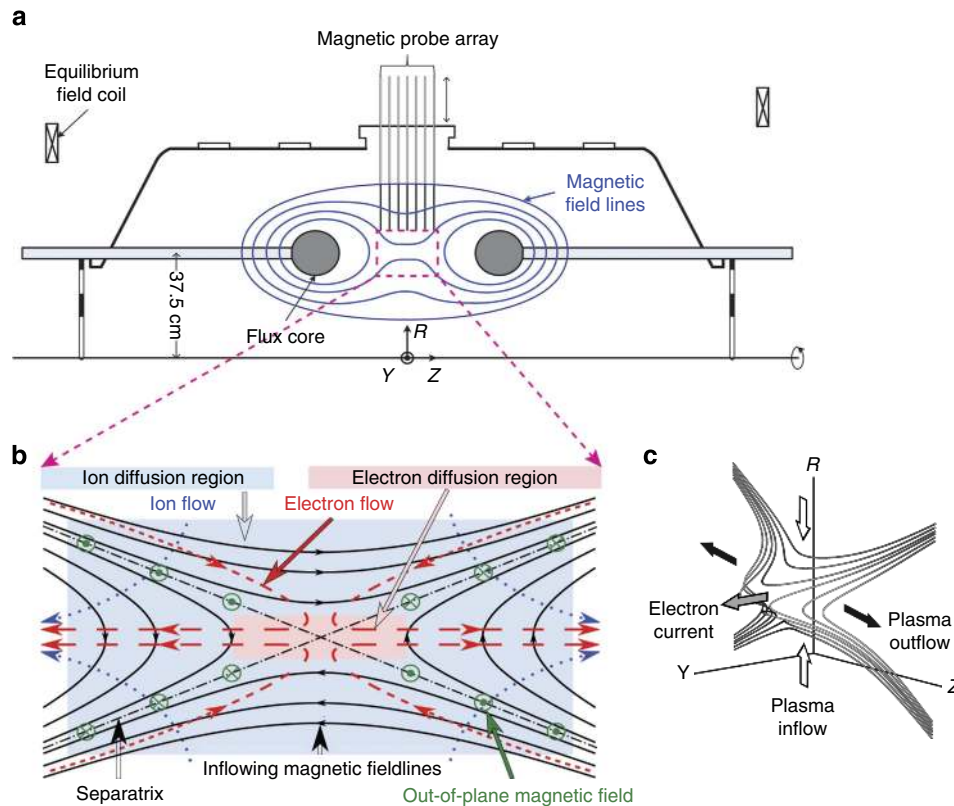 a
Magnetic probe array
Equilibrium
field coil
Magnetic
field lines
37.5 cm
Flux core
R
Y
Z
b
Ion diffusion region
Electron diffusion region
Ion flow
Electron flow
Inflowing magnetic fieldlines
Separatrix
Out-of-plane magnetic field
c
R
Electron
current
Plasma
outflow
Y
Z
Plasma
inflow